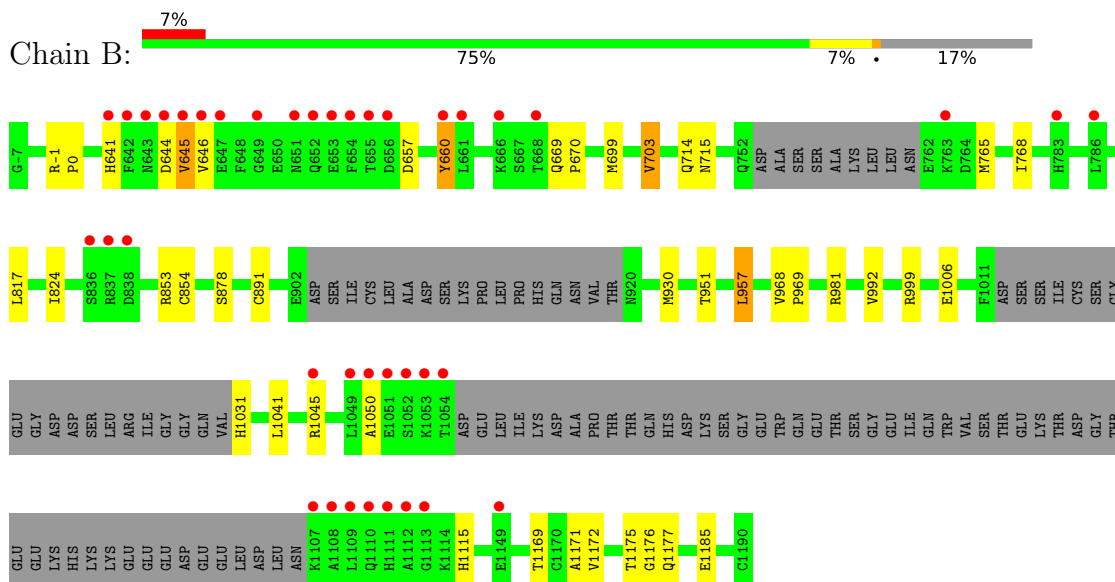 7%
Chain B:
75% 7% • 17%
G-7 R-1 P0 H641 F642 N643 D644 V645 V646 E647 F648 G649 E650 N651 Q652 E653 F654 T655 D656 D657 Y660 L661 K666 S667 T668 Q669 P670 M699 V703 Q714 N715 Q752 ASP ALA SER SER ALA LYS LEU LEU ASN E762 K763 D764 M765 I768 H783 L786
L817 I824 S836 R837 D838 R853 C854 S878 C891 E902 ASP SER ILE CYS LEU ALA ASP SER LYS PRO LEU PRO HIS GLN ASN VAL THR N920 M930 T951 L957 V968 P969 R981 V992 R999 E1006 F1011 ASP SER SER ILE CYS SER GLY
GLU GLY ASP ASP SER LEU ARG ILE GLY GLY GLN VAL H1031 L1041 R1045 L1049 A1050 E1051 S1052 K1053 T1054 ASP GLU LEU ILE LYS ASP ALA PRO THR THR GLN HIS ASP LYS SER GLY GLU TRP GLN GLU THR SER GLY GLU ILE GLN TRP VAL SER THR GLU LYS THR ASP GLY THR
GLU GLU LYS HIS LYS LYS GLU GLU ASP GLU GLU LEU ASP LEU ASN K1107 A1108 L1109 Q1110 H1111 A1112 G1113 K1114 H1115 E1149 T1169 C1170 A1171 V1172 T1175 G1176 Q1177 E1185 C1190